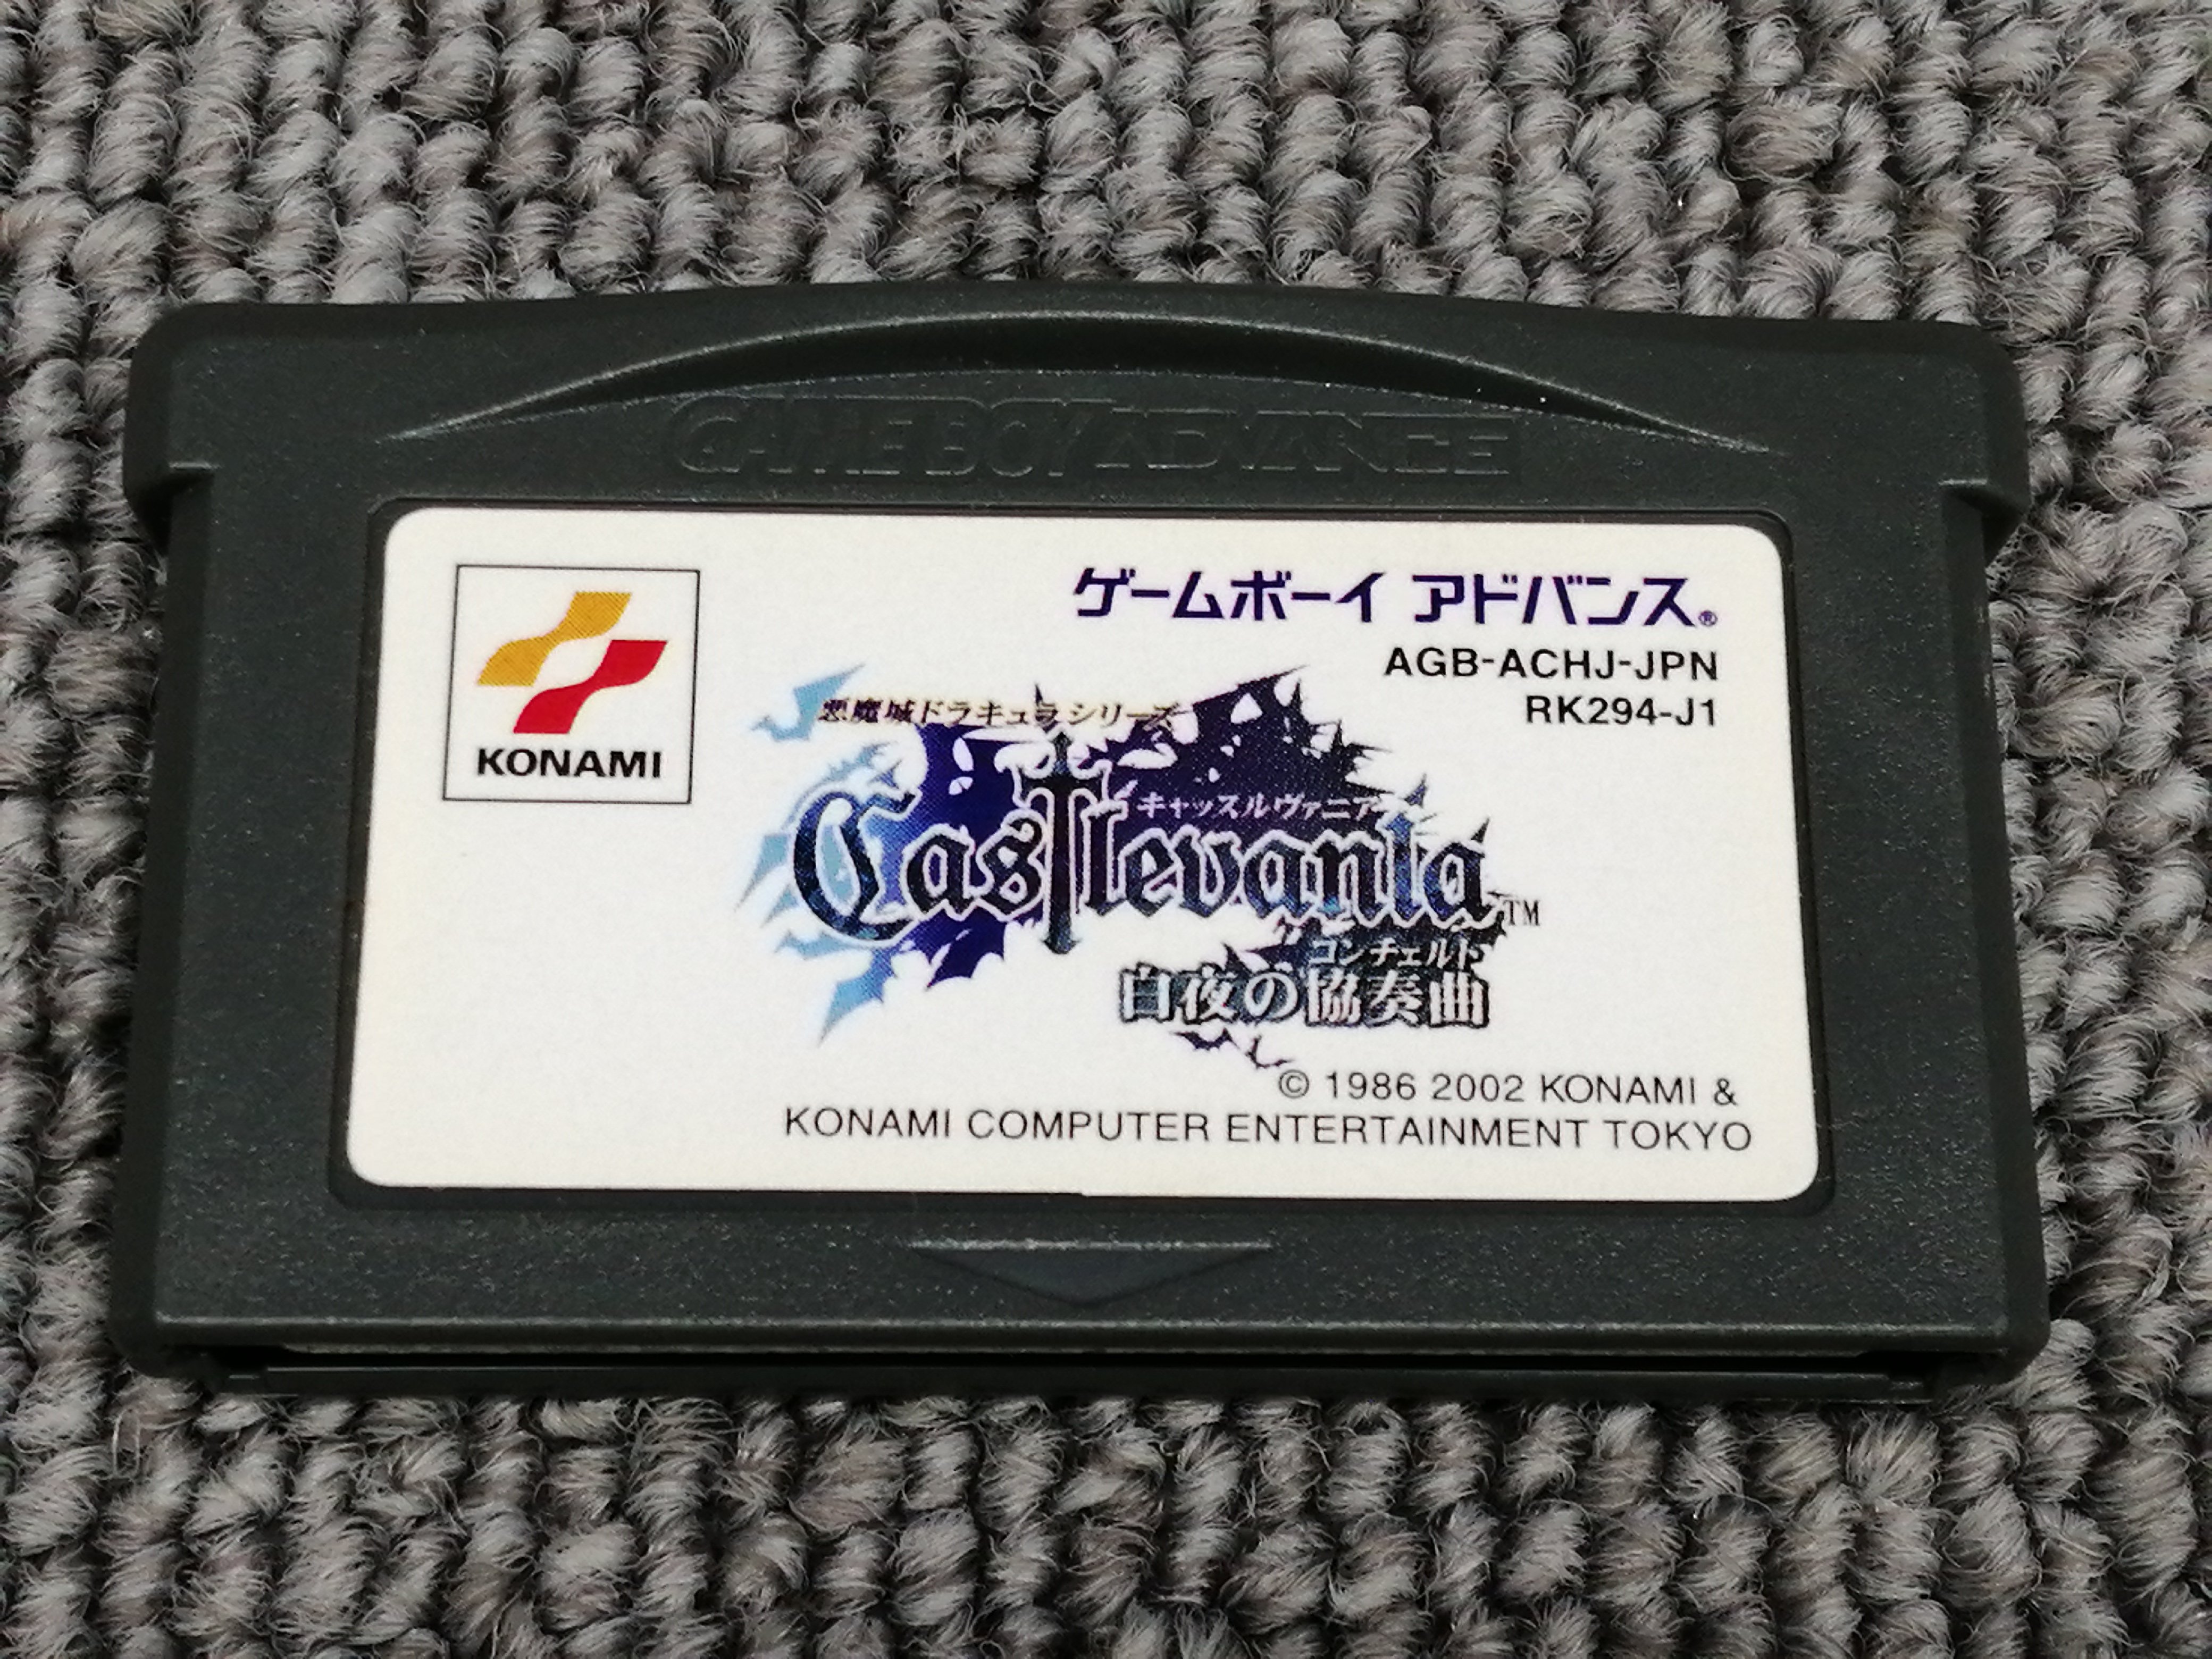 GAME BOY ADVANCE
KONAMI
ゲームボーイ アドバンス®
AGB-ACHJ-JPN
RK294-J1
悪魔城ドラキュラシリーズ
キャッスルヴァニア
Castlevania™
コンチェルト
白夜の協奏曲
© 1986 2002 KONAMI &
KONAMI COMPUTER ENTERTAINMENT TOKYO